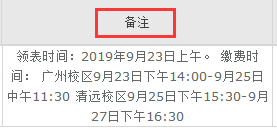 备注
领表时间：2019年9月23日上午。 缴费时
间： 广州校区9月23日下午14:00-9月25日
中午11:30 清远校区9月25日下午15:30-9月
27日下午16:30